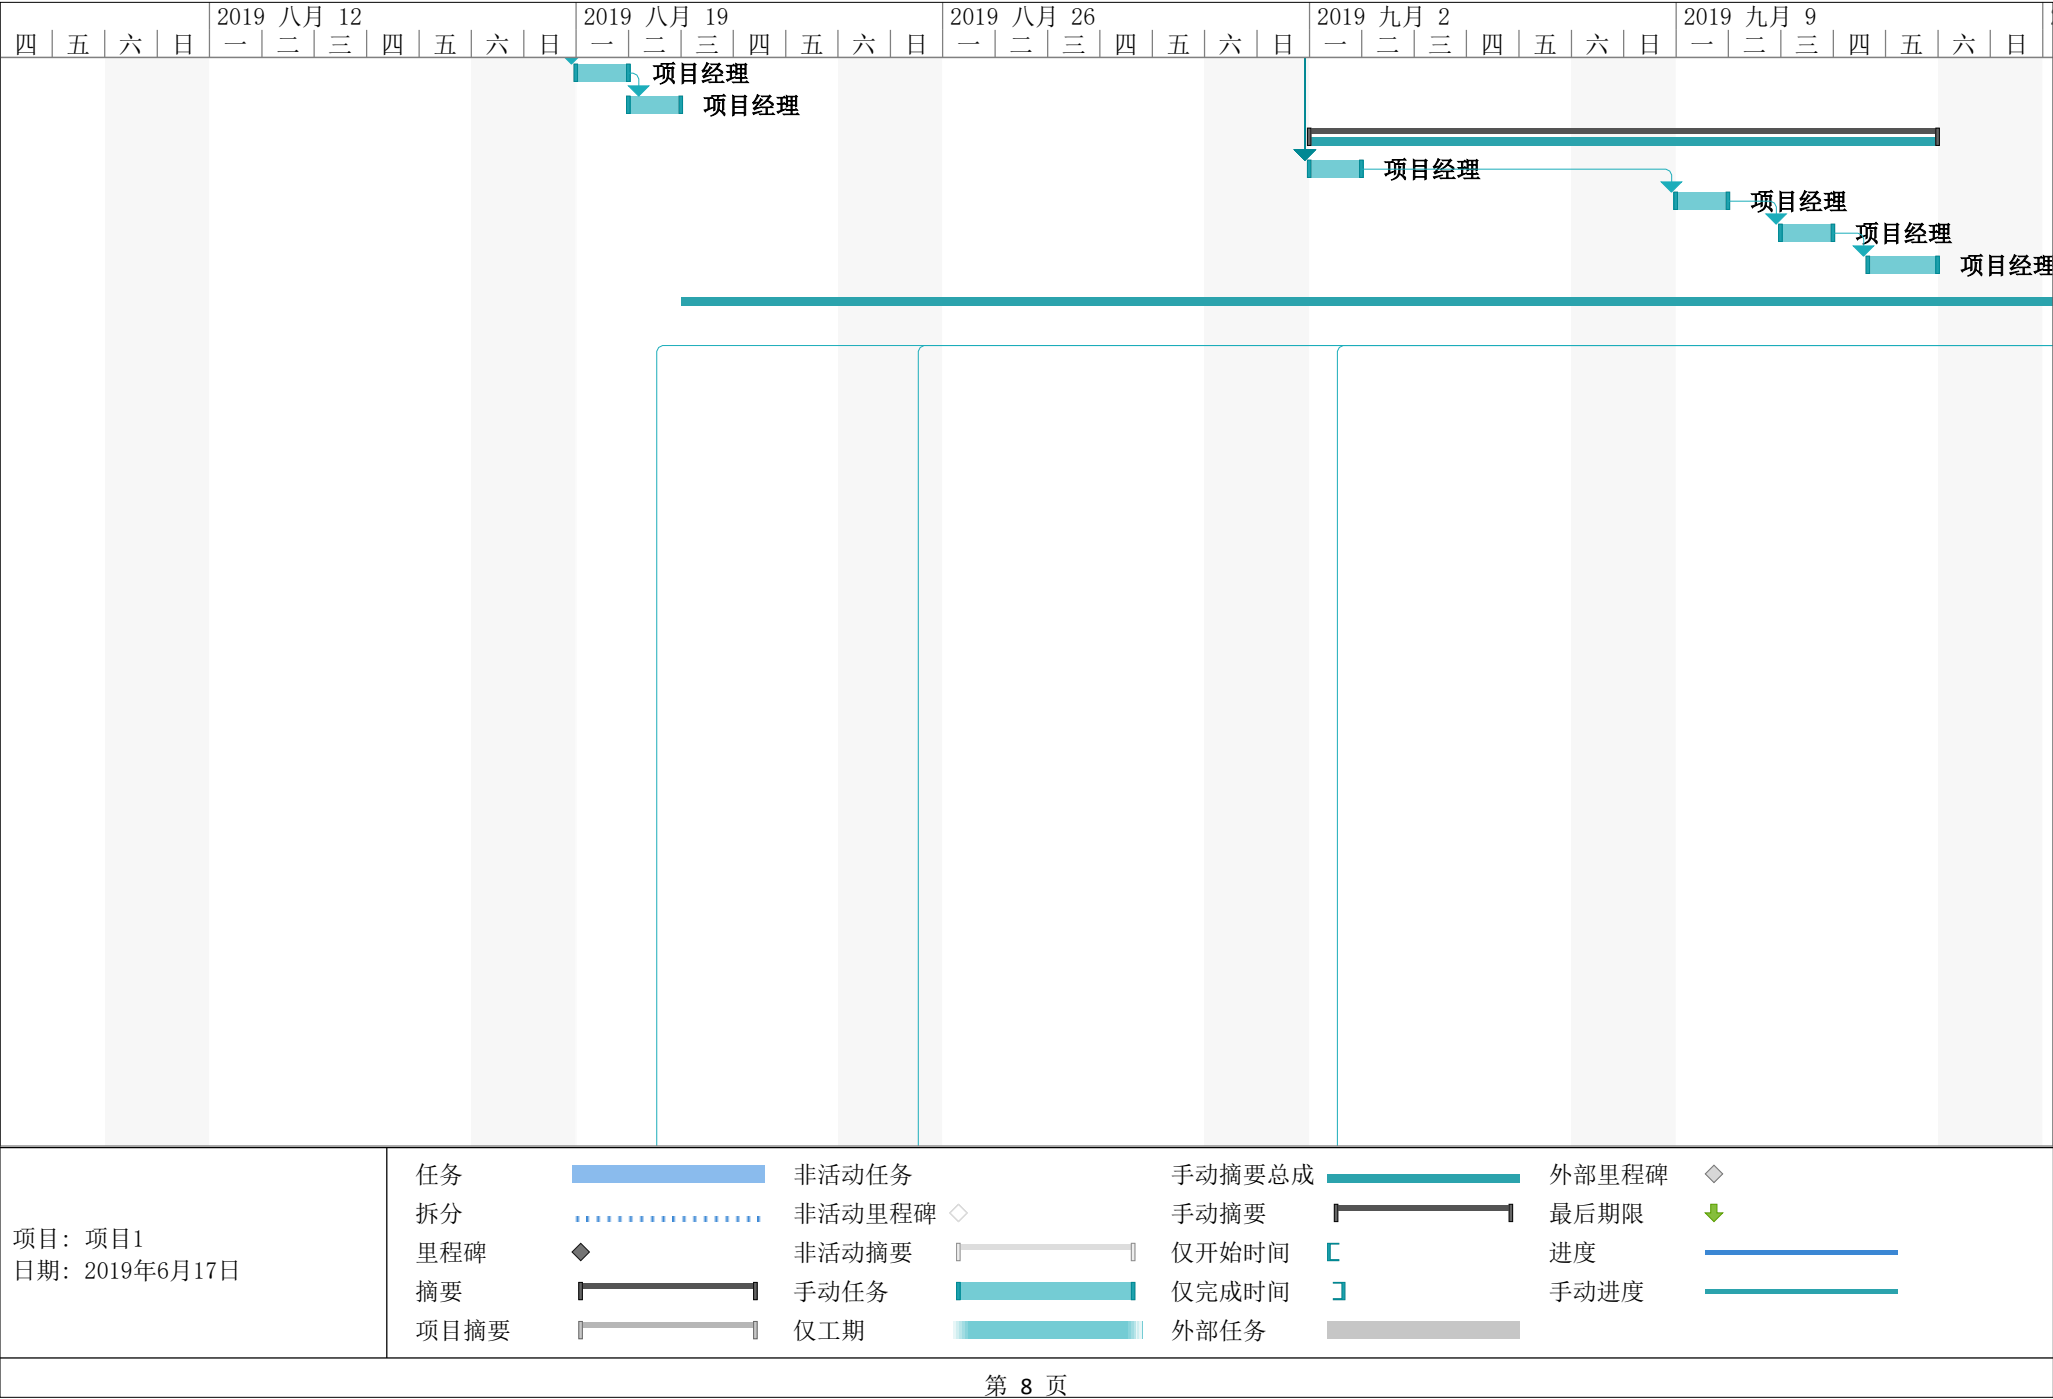 2019 八月 12 2019 八月 19 2019 八月 26 2019 九月 2 2019 九月 9
四 五 六 日 一 二 三 四 五 六 日 一 二 三 四 五 六 日 一 二 三 四 五 六 日 一 二 三 四 五 六 日 一 二 三 四 五 六 日
项目经理
项目经理
项目经理
项目经理
项目经理
项目经理
任务 非活动任务 手动摘要总成 外部里程碑
拆分 非活动里程碑 手动摘要 最后期限
里程碑 非活动摘要 仅开始时间 进度
摘要 手动任务 仅完成时间 手动进度
项目摘要 仅工期 外部任务
项目: 项目1
日期: 2019年6月17日
第 8 页